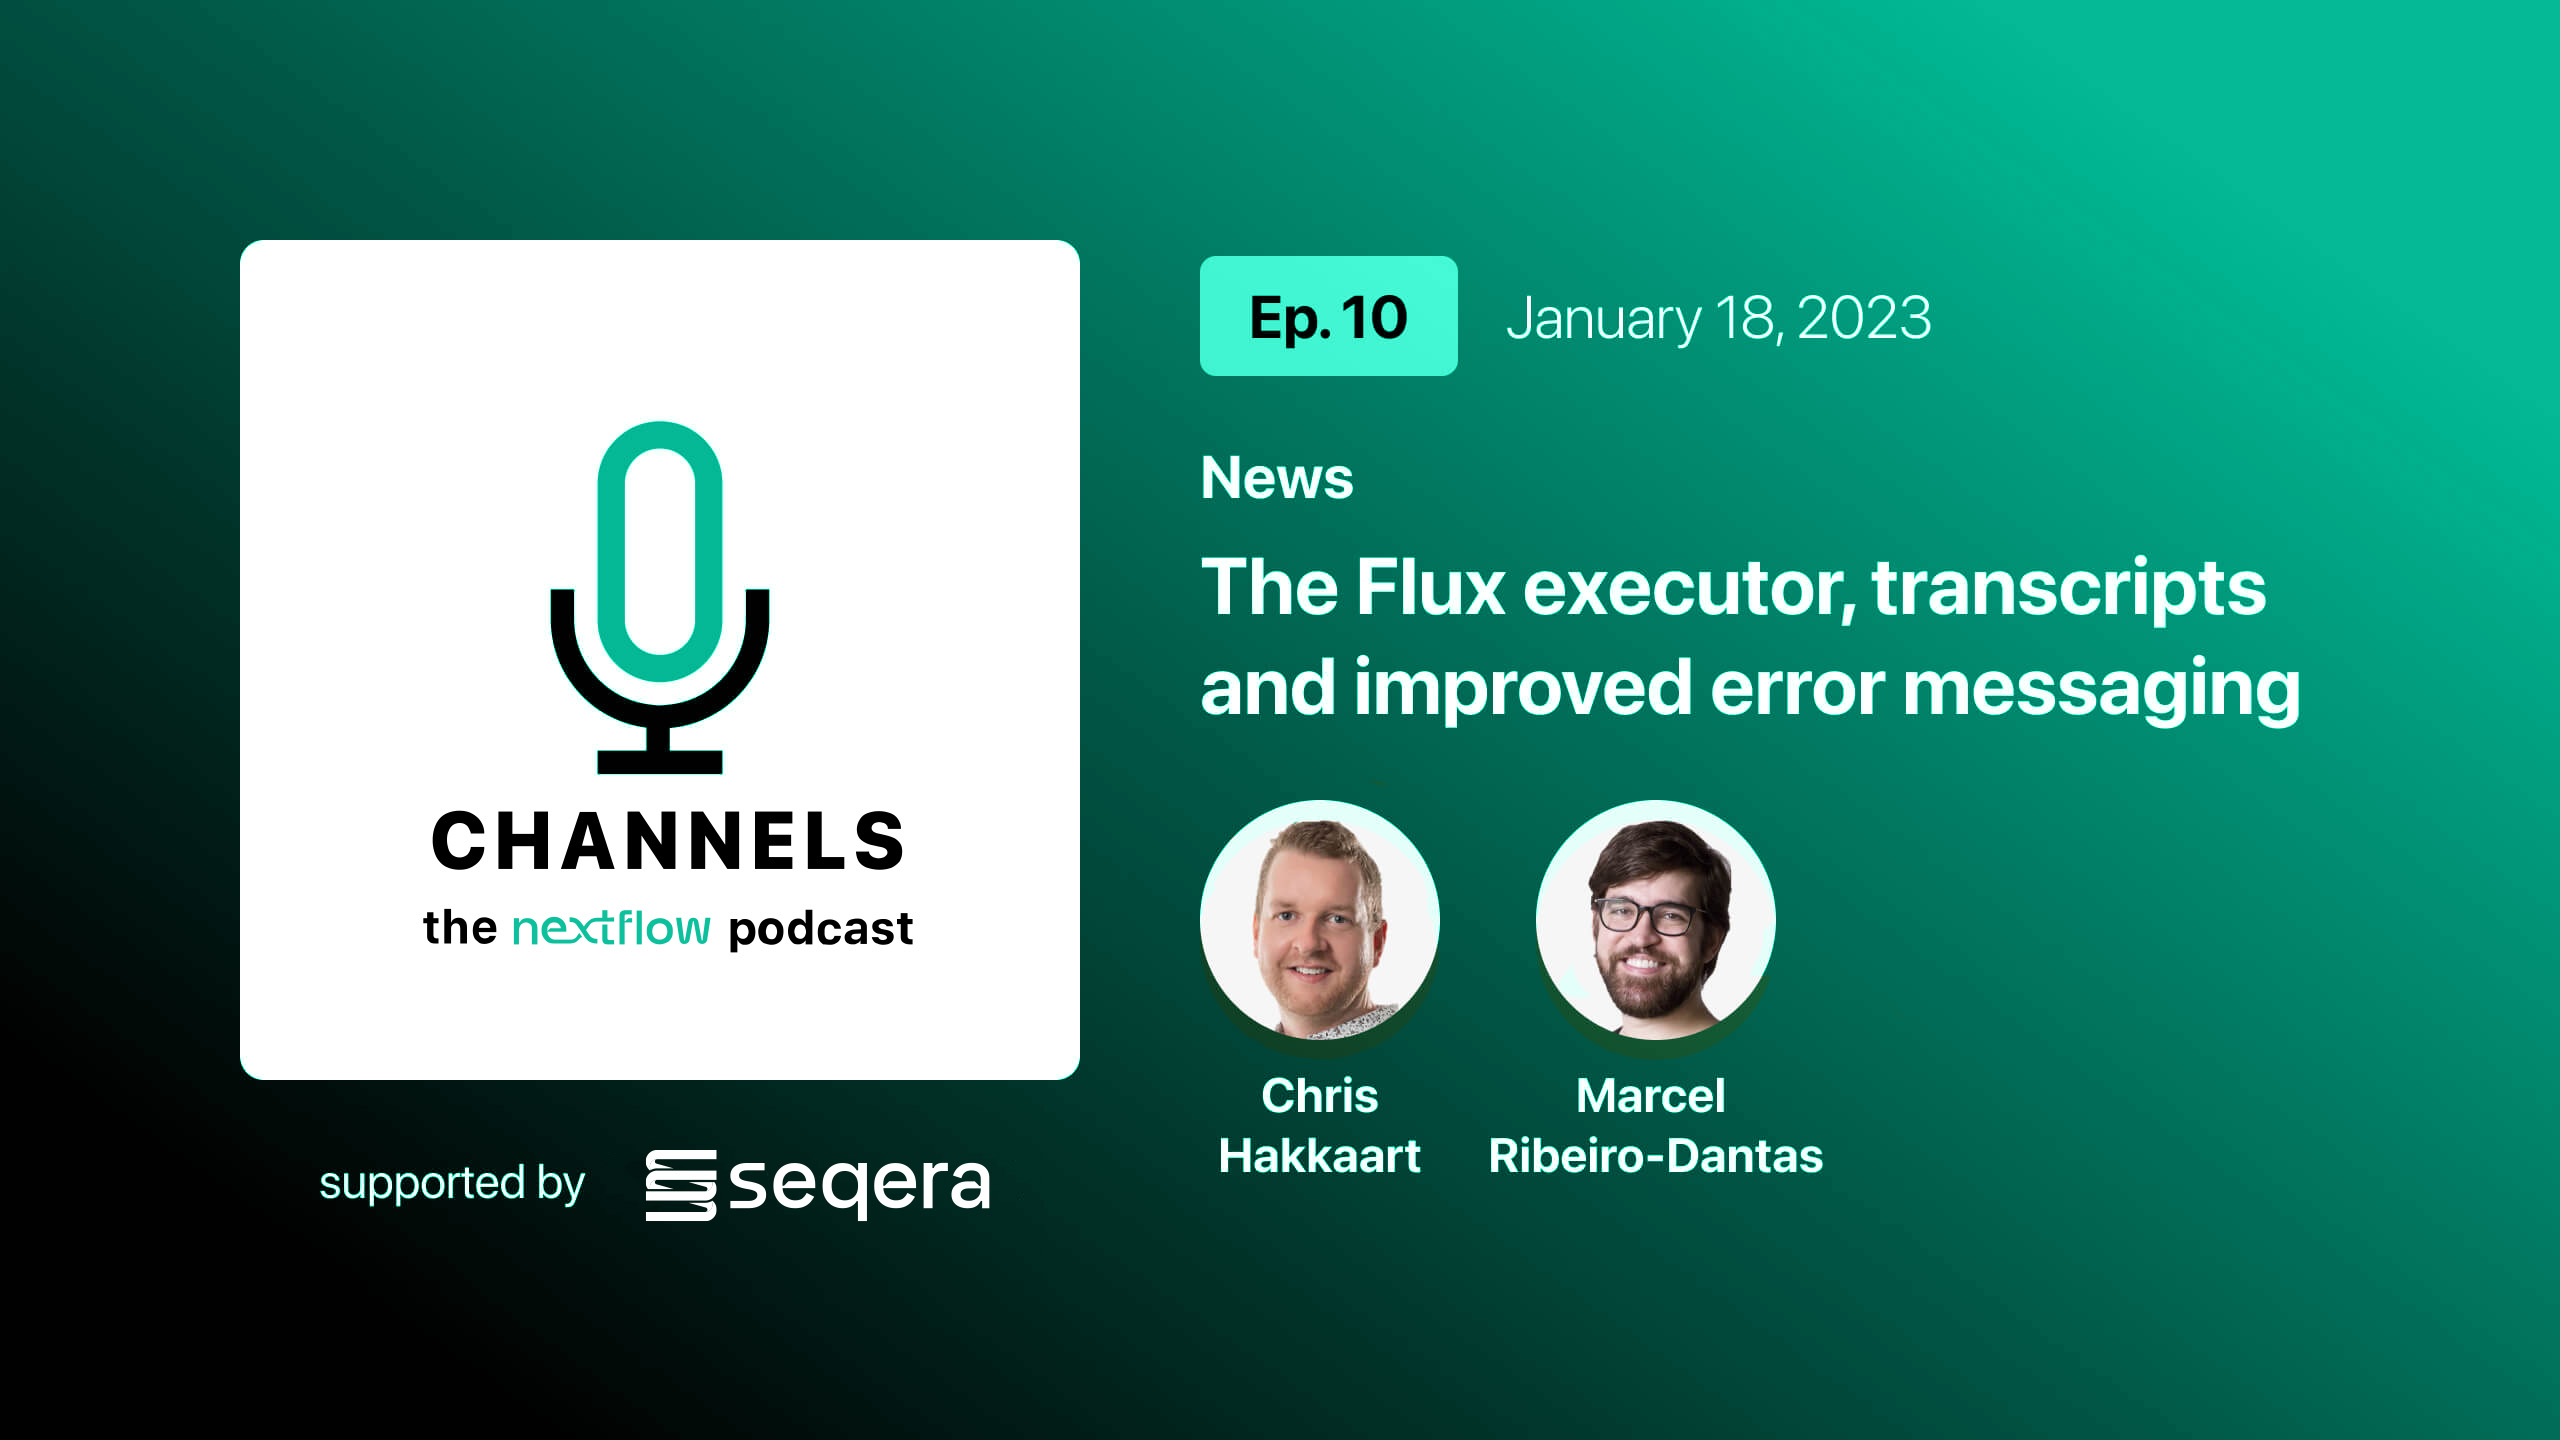 CHANNELS
the nextflow podcast
supported by seqera
Ep. 10 January 18, 2023
News
The Flux executor, transcripts
and improved error messaging
Chris
Hakkaart
Marcel
Ribeiro-Dantas